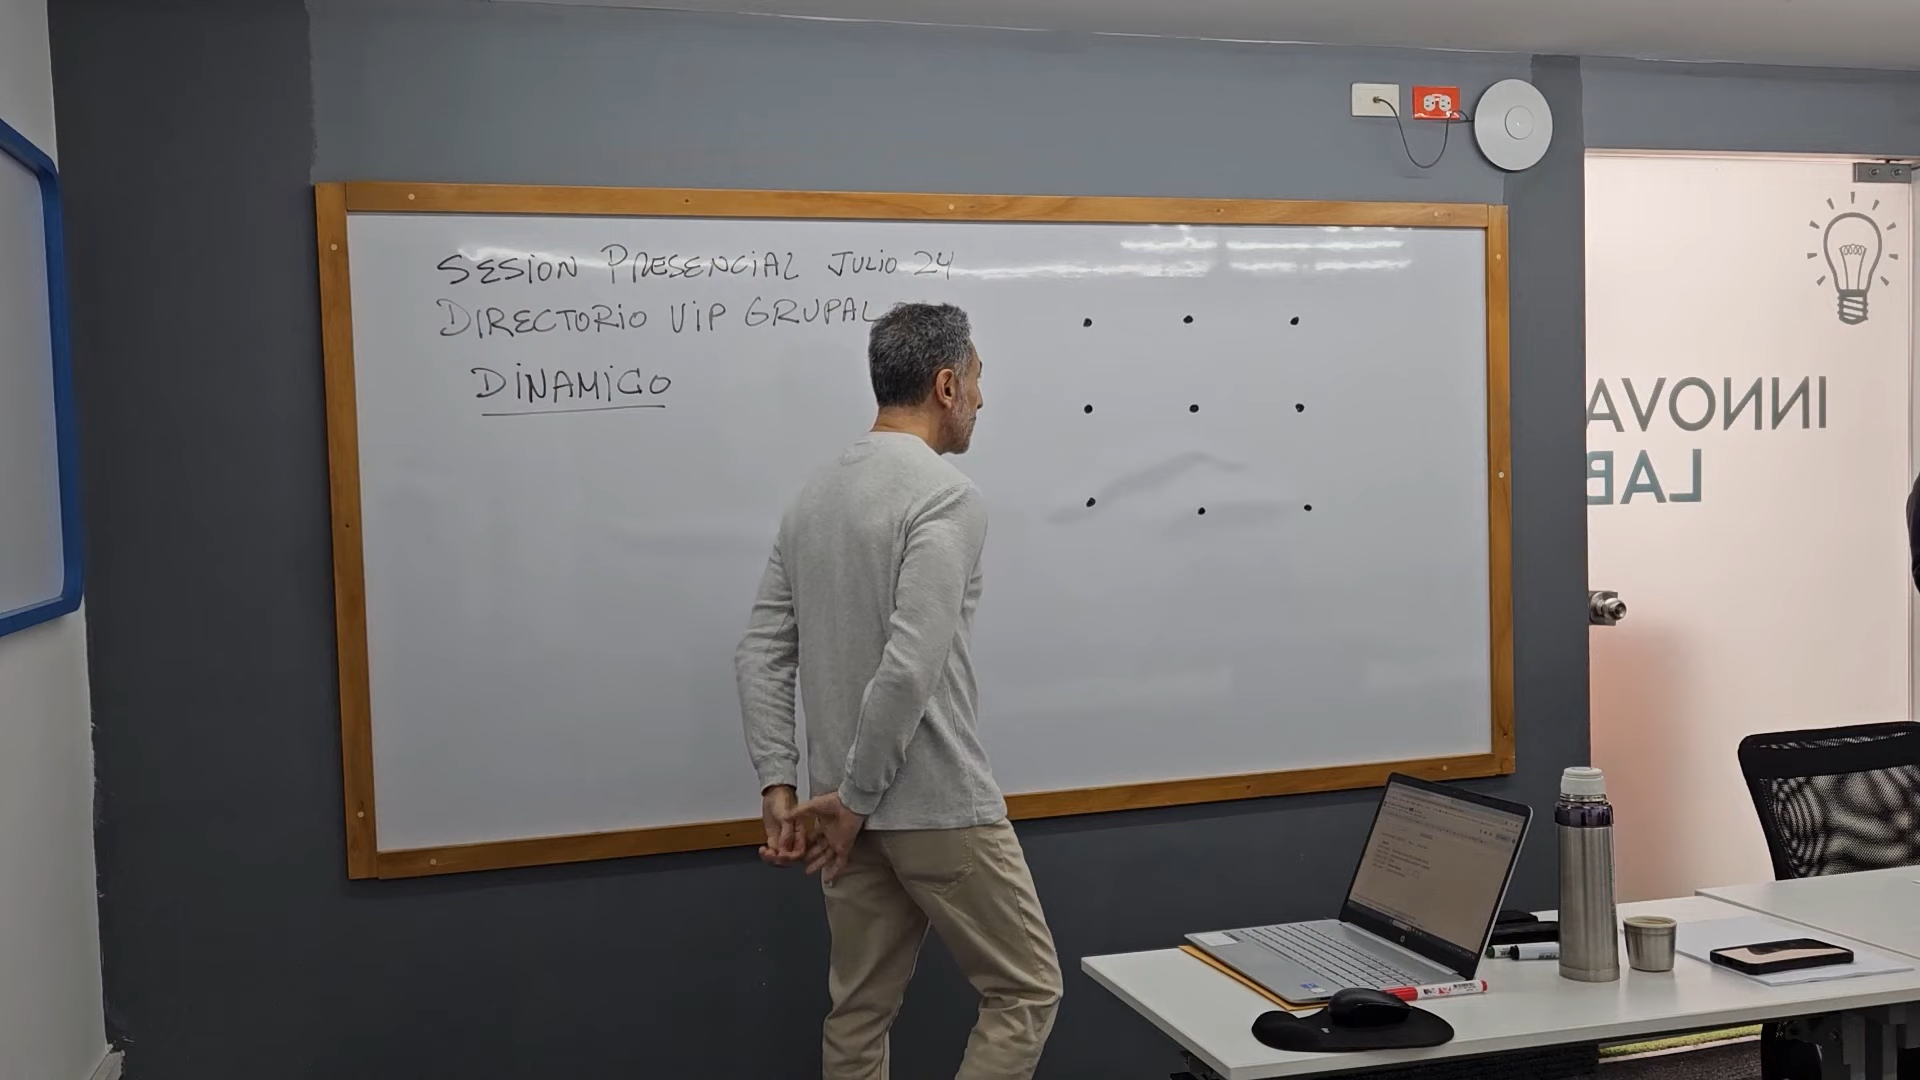 SESION PRESENCIAL JULIO 24
DIRECTORIO VIP GRUPAL
DINAMICO
INNOVA
LAB